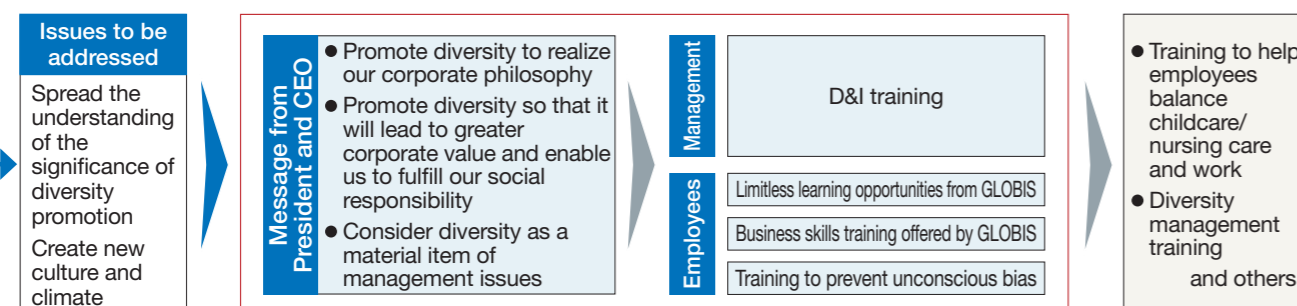 Issues to be
addressed
Spread the
understanding
of the
significance of
diversity
promotion
Create new
culture and
climate
Message from
President and CEO
● Promote diversity to realize
our corporate philosophy
● Promote diversity so that it
will lead to greater
corporate value and enable
us to fulfill our social
responsibility
● Consider diversity as a
material item of
management issues
Management
D&I training
Employees
Limitless learning opportunities from GLOBIS
Business skills training offered by GLOBIS
Training to prevent unconscious bias
● Training to help
employees
balance
childcare/
nursing care
and work
● Diversity
management
training
and others